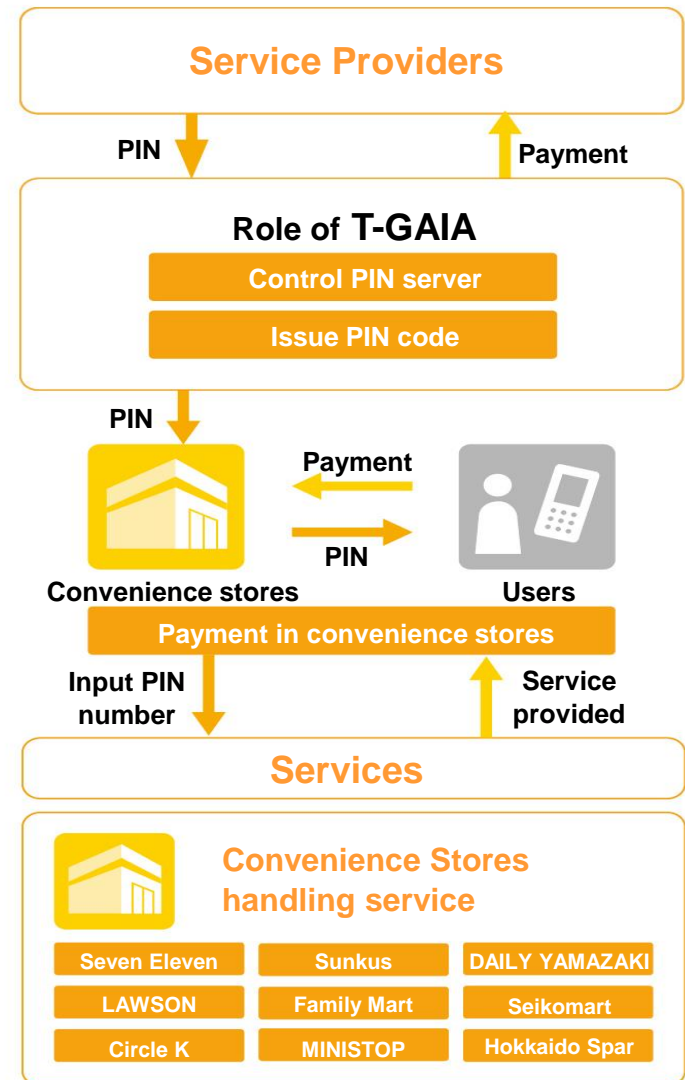 Service Providers
PIN
Payment
Role of T-GAIA
Control PIN server
Issue PIN code
PIN
Payment
PIN
Convenience stores
Users
Payment in convenience stores
Input PIN
number
Service
provided
Services
Convenience Stores
handling service
Seven Eleven
Sunkus
DAILY YAMAZAKI
LAWSON
Family Mart
Seikomart
Circle K
MINISTOP
Hokkaido Spar